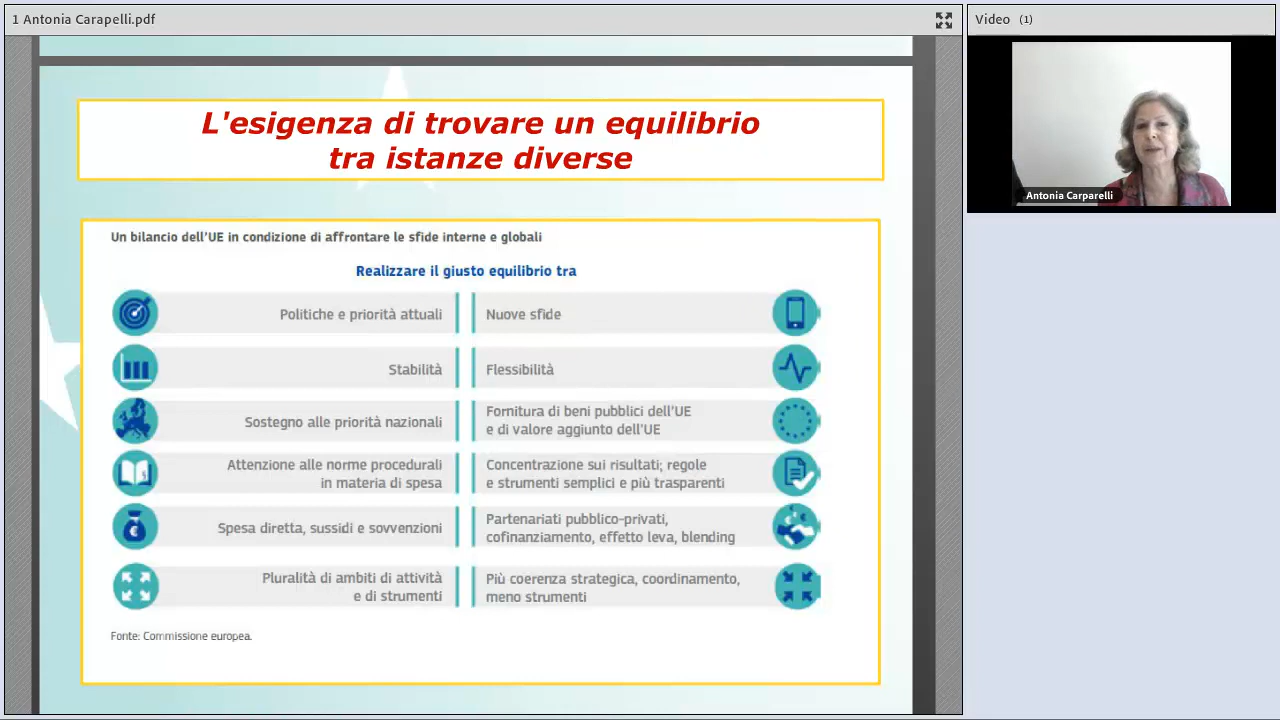 1 Antonia Carapelli.pdf
Video (1)
Antonia Carparelli
L'esigenza di trovare un equilibrio
tra istanze diverse
Un bilancio dell'UE in condizione di affrontare le sfide interne e globali
Realizzare il giusto equilibrio tra
Politiche e priorità attuali
Nuove sfide
Stabilità
Flessibilità
Sostegno alle priorità nazionali
Fornitura di beni pubblici dell'UE
e di valore aggiunto dell'UE
Attenzione alle norme procedurali
in materia di spesa
Concentrazione sui risultati; regole
e strumenti semplici e più trasparenti
Spesa diretta, sussidi e sovvenzioni
Partenariati pubblico-privati,
cofinanziamento, effetto leva, blending
Pluralità di ambiti di attività
e di strumenti
Più coerenza strategica, coordinamento,
meno strumenti
Fonte: Commissione europea.